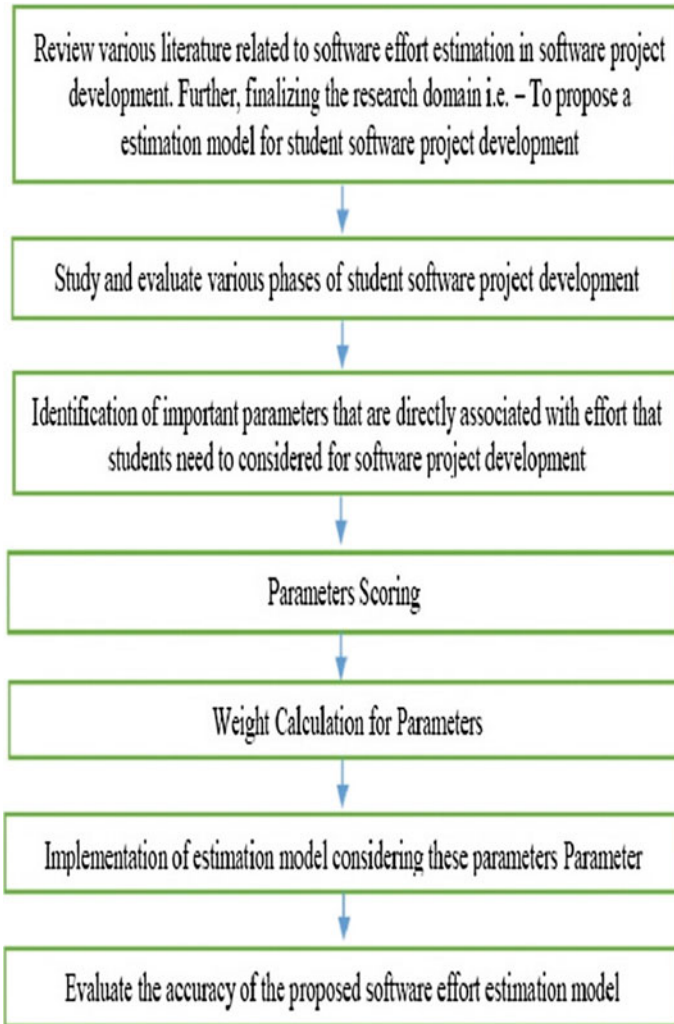 Review various literature related to software effort estimation in software project
development. Further, finalizing the research domain i.e. – To propose a
estimation model for student software project development
Study and evaluate various phases of student software project development
Identification of important parameters that are directly associated with effort that
students need to considered for software project development
Parameters Scoring
Weight Calculation for Parameters
Implementation of estimation model considering these parameters Parameter
Evaluate the accuracy of the proposed software effort estimation model